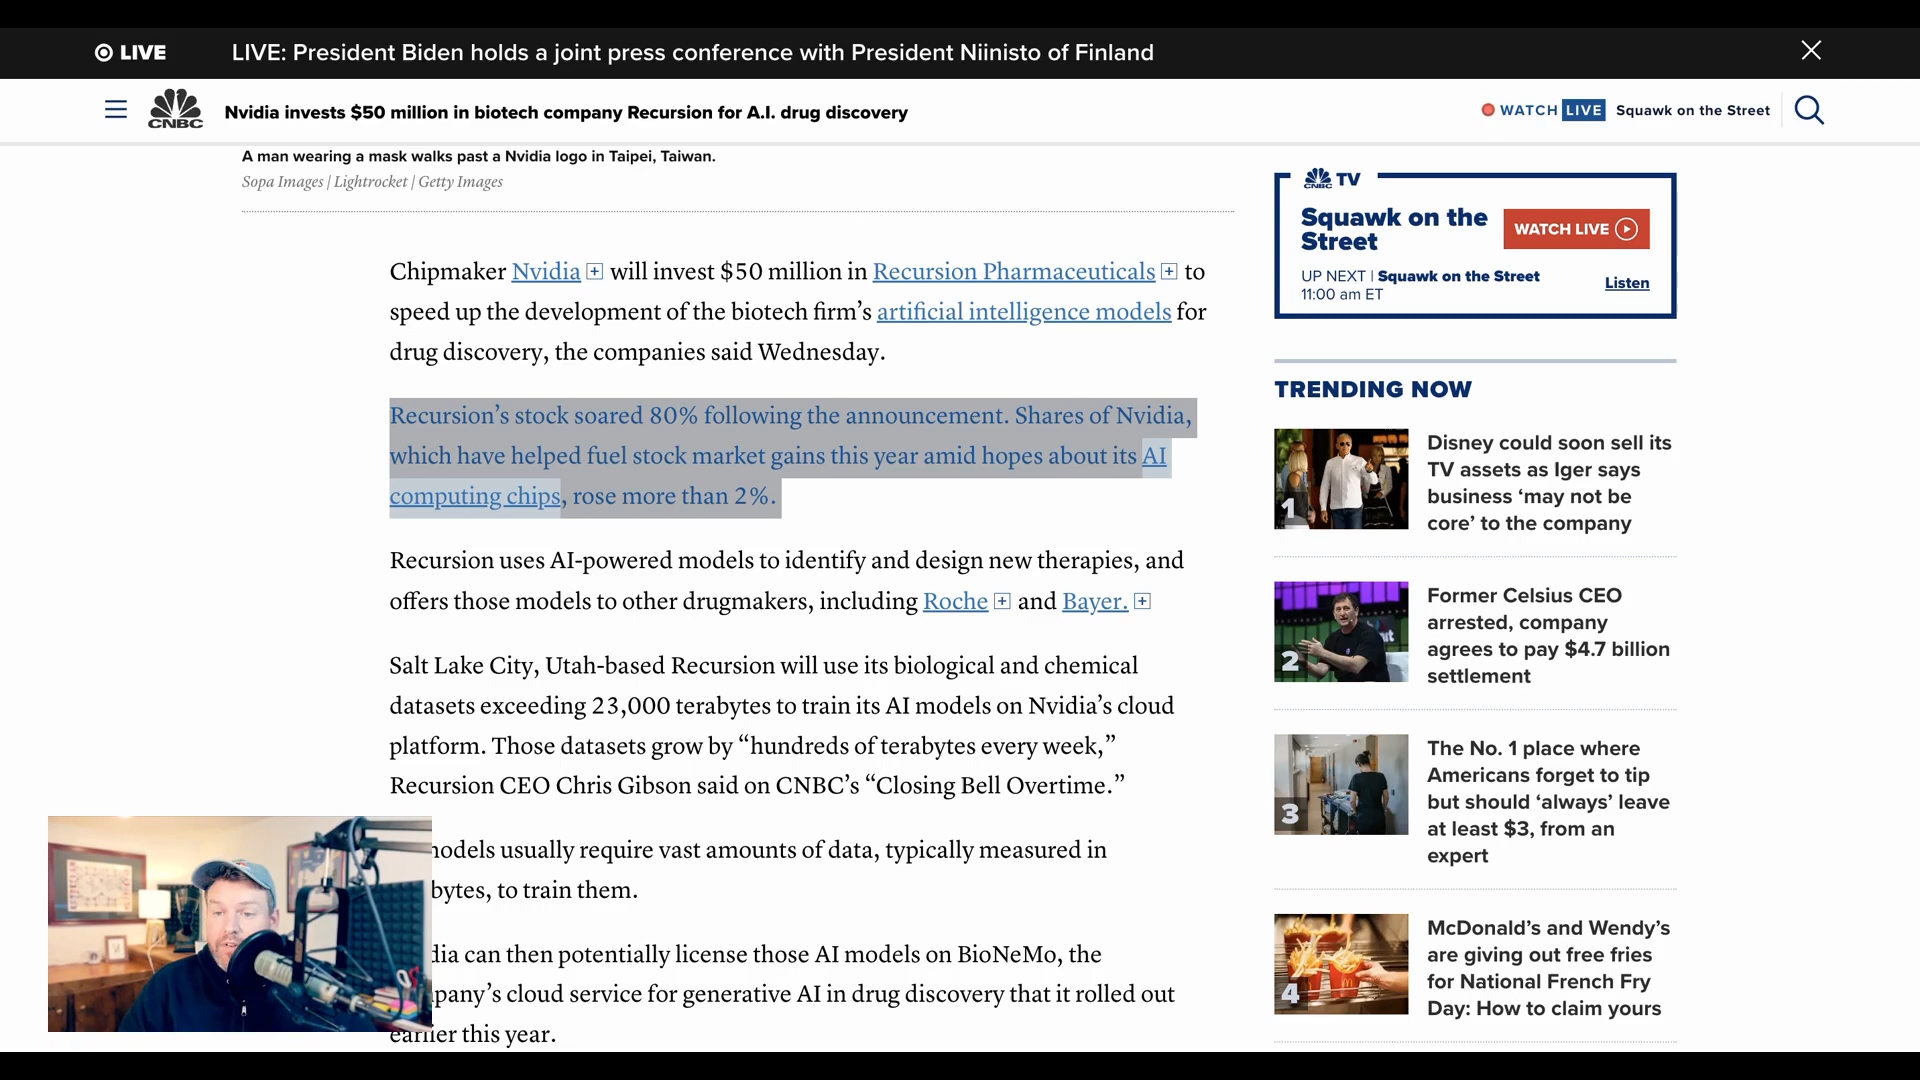 LIVE
LIVE: President Biden holds a joint press conference with President Niinisto of Finland
CNBC
Nvidia invests $50 million in biotech company Recursion for A.I. drug discovery
WATCH LIVE
Squawk on the Street
A man wearing a mask walks past a Nvidia logo in Taipei, Taiwan.
Sopa Images | Lightrocket | Getty Images
Chipmaker Nvidia will invest $50 million in Recursion Pharmaceuticals to
speed up the development of the biotech firm’s artificial intelligence models for
drug discovery, the companies said Wednesday.
Recursion’s stock soared 80% following the announcement. Shares of Nvidia,
which have helped fuel stock market gains this year amid hopes about its AI
computing chips, rose more than 2%.
Recursion uses AI-powered models to identify and design new therapies, and
offers those models to other drugmakers, including Roche and Bayer.
Salt Lake City, Utah-based Recursion will use its biological and chemical
datasets exceeding 23,000 terabytes to train its AI models on Nvidia’s cloud
platform. Those datasets grow by “hundreds of terabytes every week,”
Recursion CEO Chris Gibson said on CNBC’s “Closing Bell Overtime.”
models usually require vast amounts of data, typically measured in
bytes, to train them.
dia can then potentially license those AI models on BioNeMo, the
pany’s cloud service for generative AI in drug discovery that it rolled out
earlier this year.
CNBC TV
Squawk on the
Street
WATCH LIVE
UP NEXT | Squawk on the Street
11:00 am ET
Listen
TRENDING NOW
1
Disney could soon sell its
TV assets as Iger says
business ‘may not be
core’ to the company
2
Former Celsius CEO
arrested, company
agrees to pay $4.7 billion
settlement
3
The No. 1 place where
Americans forget to tip
but should ‘always’ leave
at least $3, from an
expert
4
McDonald’s and Wendy’s
are giving out free fries
for National French Fry
Day: How to claim yours